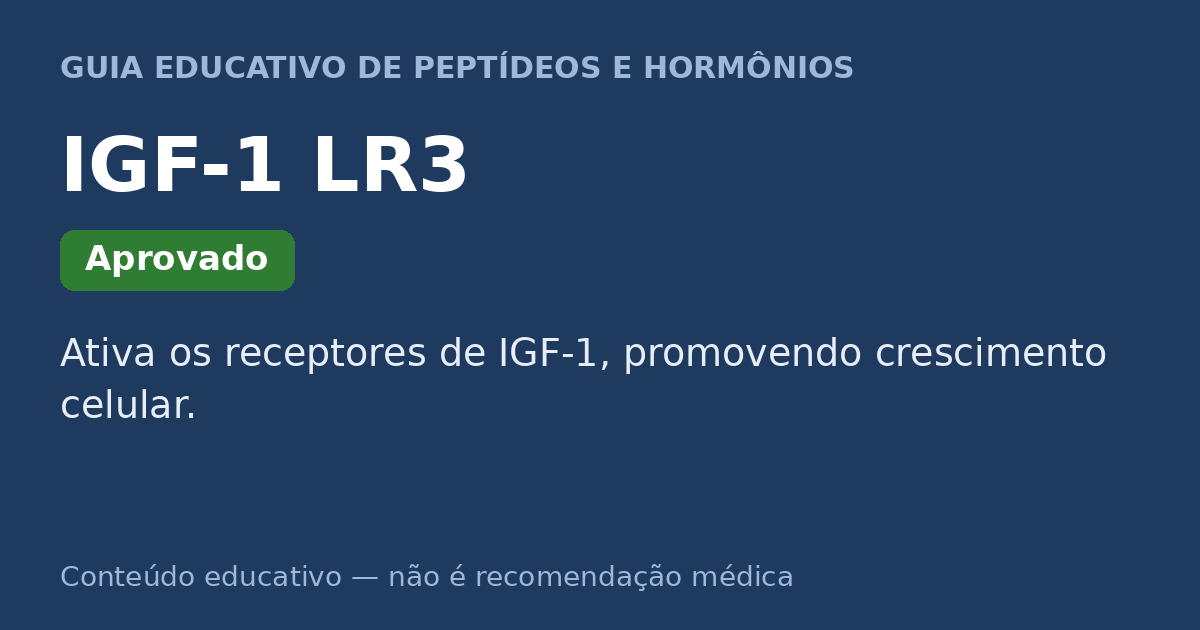 GUIA EDUCATIVO DE PEPTÍDEOS E HORMÔNIOS
IGF-1 LR3
Aprovado
Ativa os receptores de IGF-1, promovendo crescimento
celular.
Conteúdo educativo — não é recomendação médica